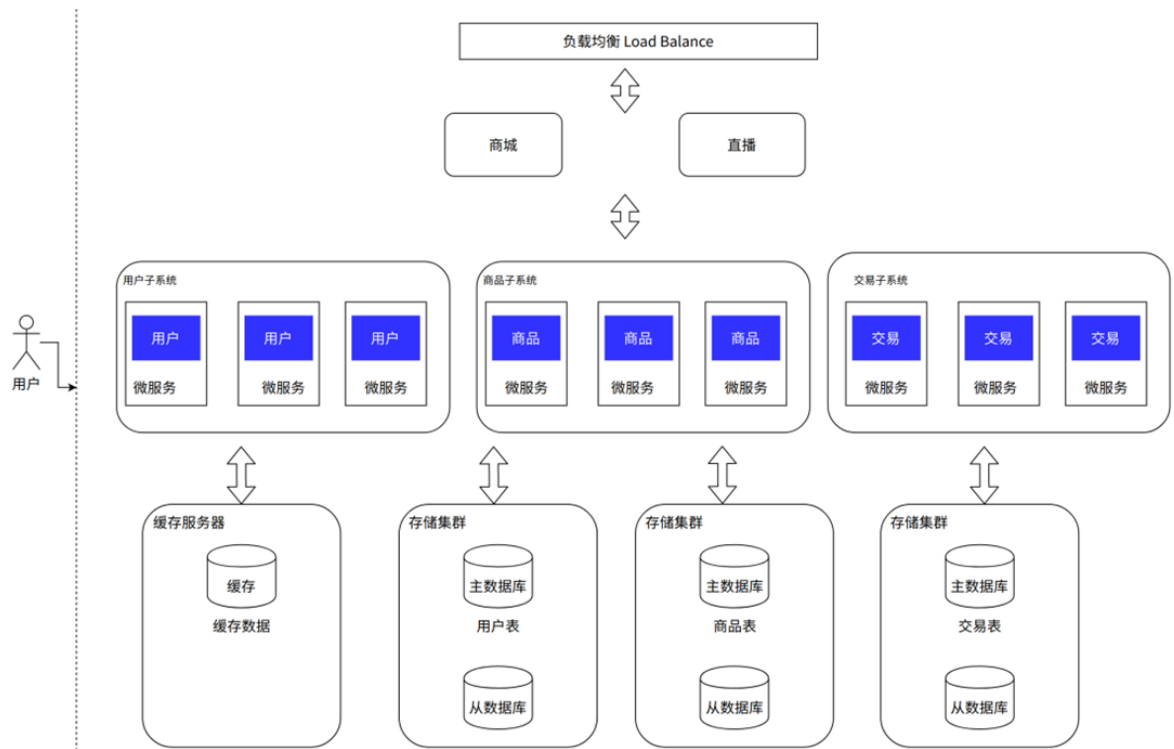 负载均衡 Load Balance
商城
直播
用户子系统
用户
微服务
用户
微服务
用户
微服务
商品子系统
商品
微服务
商品
微服务
商品
微服务
交易子系统
交易
微服务
交易
微服务
交易
微服务
用户
缓存服务器
缓存
缓存数据
存储集群
主数据库
用户表
从数据库
存储集群
主数据库
商品表
从数据库
存储集群
主数据库
交易表
从数据库